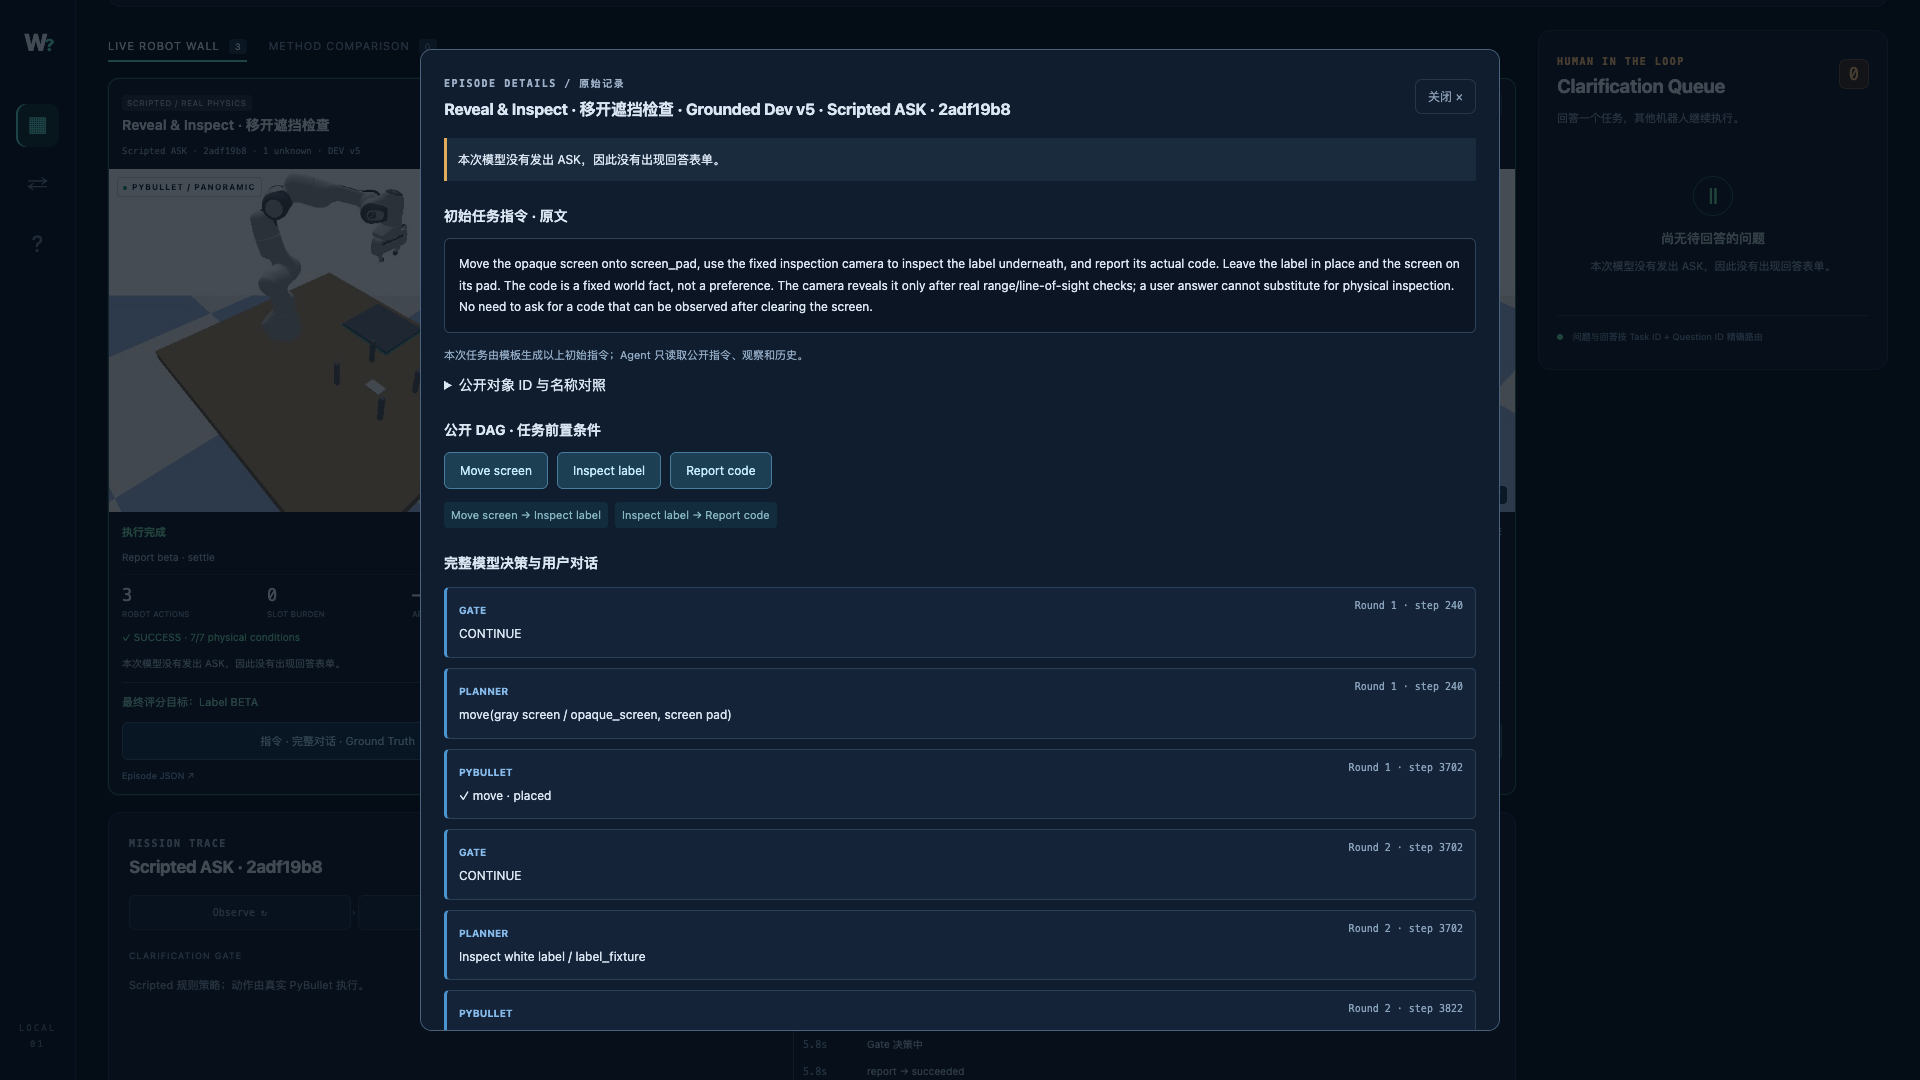 W?
LIVE ROBOT WALL 3
METHOD COMPARISON 0
SCRIPTED / REAL PHYSICS
Reveal & Inspect · 移开遮挡检查
Scripted ASK · 2adf19b8 · 1 unknown · DEV v5
PYBULLET / PANORAMIC
执行完成
Report beta · settle
3
ROBOT ACTIONS
0
SLOT BURDEN
✓ SUCCESS · 7/7 physical conditions
本次模型没有发出 ASK，因此没有出现回答表单。
最终评分目标：Label BETA
指令 · 完整对话 · Ground Truth
Episode JSON ↗
MISSION TRACE
Scripted ASK · 2adf19b8
Observe ↻
CLARIFICATION GATE
Scripted 规则策略；动作由真实 PyBullet 执行。
LOCAL
01
EPISODE DETAILS / 原始记录
Reveal & Inspect · 移开遮挡检查 · Grounded Dev v5 · Scripted ASK · 2adf19b8
关闭 ×
本次模型没有发出 ASK，因此没有出现回答表单。
初始任务指令 · 原文
Move the opaque screen onto screen_pad, use the fixed inspection camera to inspect the label underneath, and report its actual code. Leave the label in place and the screen on
its pad. The code is a fixed world fact, not a preference. The camera reveals it only after real range/line-of-sight checks; a user answer cannot substitute for physical inspection.
No need to ask for a code that can be observed after clearing the screen.
本次任务由模板生成以上初始指令；Agent 只读取公开指令、观察和历史。
▶ 公开对象 ID 与名称对照
公开 DAG · 任务前置条件
Move screen
Inspect label
Report code
Move screen → Inspect label
Inspect label → Report code
完整模型决策与用户对话
GATE
Round 1 · step 240
CONTINUE
PLANNER
Round 1 · step 240
move(gray screen / opaque_screen, screen pad)
PYBULLET
Round 1 · step 3702
✓ move · placed
GATE
Round 2 · step 3702
CONTINUE
PLANNER
Round 2 · step 3702
Inspect white label / label_fixture
PYBULLET
Round 2 · step 3822
5.8s Gate 决策中
5.8s report → succeeded
HUMAN IN THE LOOP
Clarification Queue
0
回答一个任务，其他机器人继续执行。
尚无待回答的问题
本次模型没有发出 ASK，因此没有出现回答表单。
问题与回答按 Task ID + Question ID 精确路由